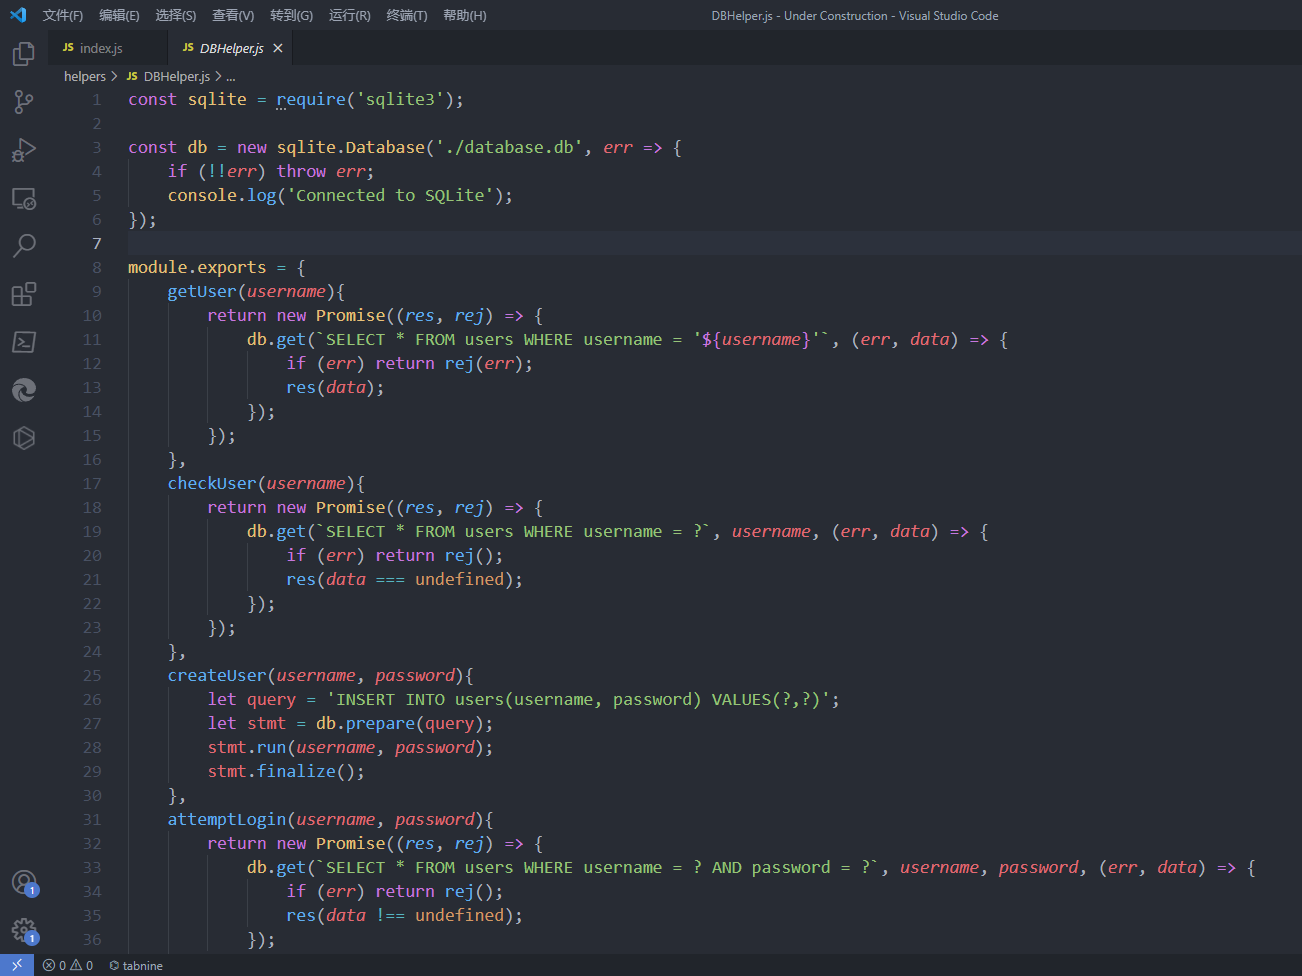 文件(F) 编辑(E) 选择(S) 查看(V) 转到(G) 运行(R) 终端(T) 帮助(H) DBHelper.js - Under Construction - Visual Studio Code
JS index.js JS DBHelper.js ×
helpers > JS DBHelper.js > ...
1 const sqlite = require('sqlite3');
2
3 const db = new sqlite.Database('./database.db', err => {
4     if (!!err) throw err;
5     console.log('Connected to SQLite');
6 });
7
8 module.exports = {
9     getUser(username){
10         return new Promise((res, rej) => {
11             db.get(`SELECT * FROM users WHERE username = '${username}'`, (err, data) => {
12                 if (err) return rej(err);
13                 res(data);
14             });
15         });
16     },
17     checkUser(username){
18         return new Promise((res, rej) => {
19             db.get(`SELECT * FROM users WHERE username = ?`, username, (err, data) => {
20                 if (err) return rej();
21                 res(data === undefined);
22             });
23         });
24     },
25     createUser(username, password){
26         let query = 'INSERT INTO users(username, password) VALUES(?,?)';
27         let stmt = db.prepare(query);
28         stmt.run(username, password);
29         stmt.finalize();
30     },
31     attemptLogin(username, password){
32         return new Promise((res, rej) => {
33             db.get(`SELECT * FROM users WHERE username = ? AND password = ?`, username, password, (err, data) => {
34                 if (err) return rej();
35                 res(data !== undefined);
36             });
1
1
0 0 tabnine